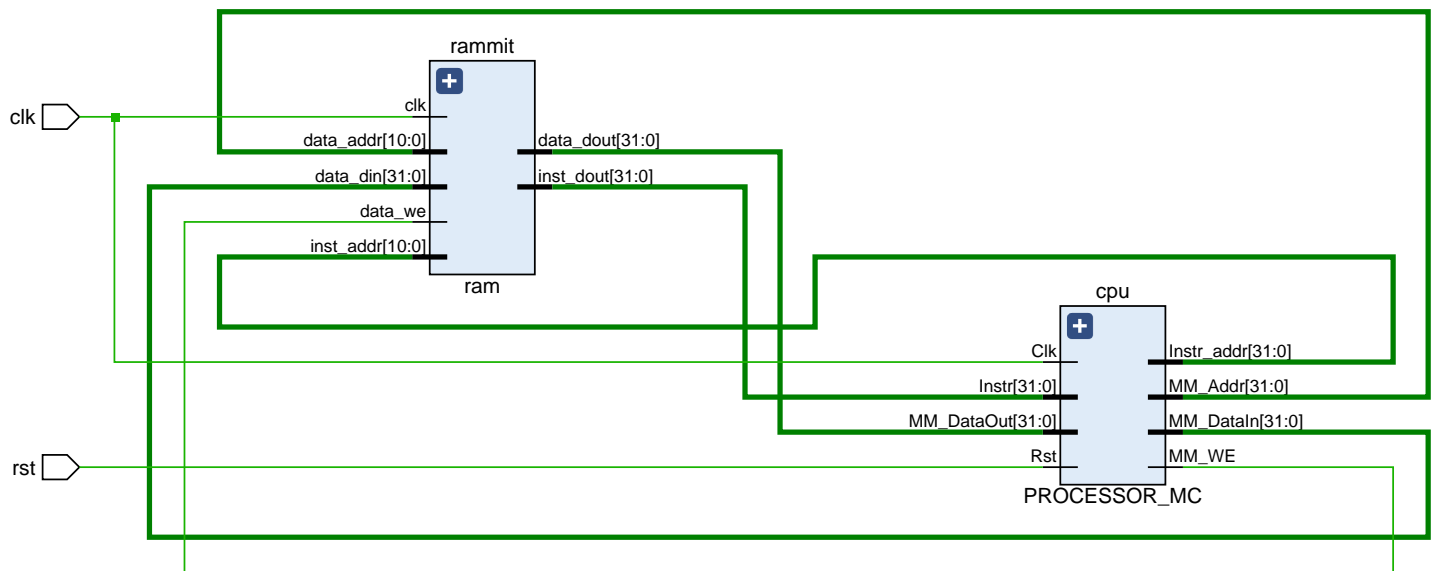 rammit
clk
clk
data_addr[10:0]
data_dout[31:0]
data_din[31:0]
inst_dout[31:0]
data_we
inst_addr[10:0]
ram
cpu
Clk
Instr_addr[31:0]
Instr[31:0]
MM_Addr[31:0]
MM_DataOut[31:0]
MM_DataIn[31:0]
rst
Rst
MM_WE
PROCESSOR_MC